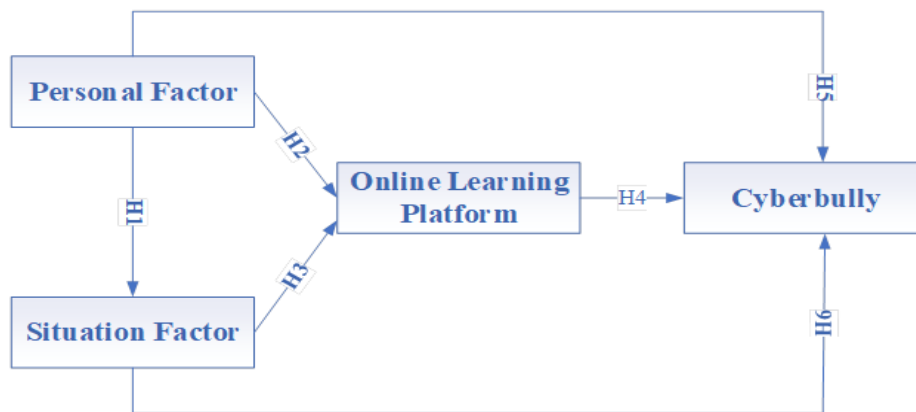 Personal Factor
H5
H2
Online Learning
Platform
H4
Cyberbully
H1
H3
Situation Factor
H6